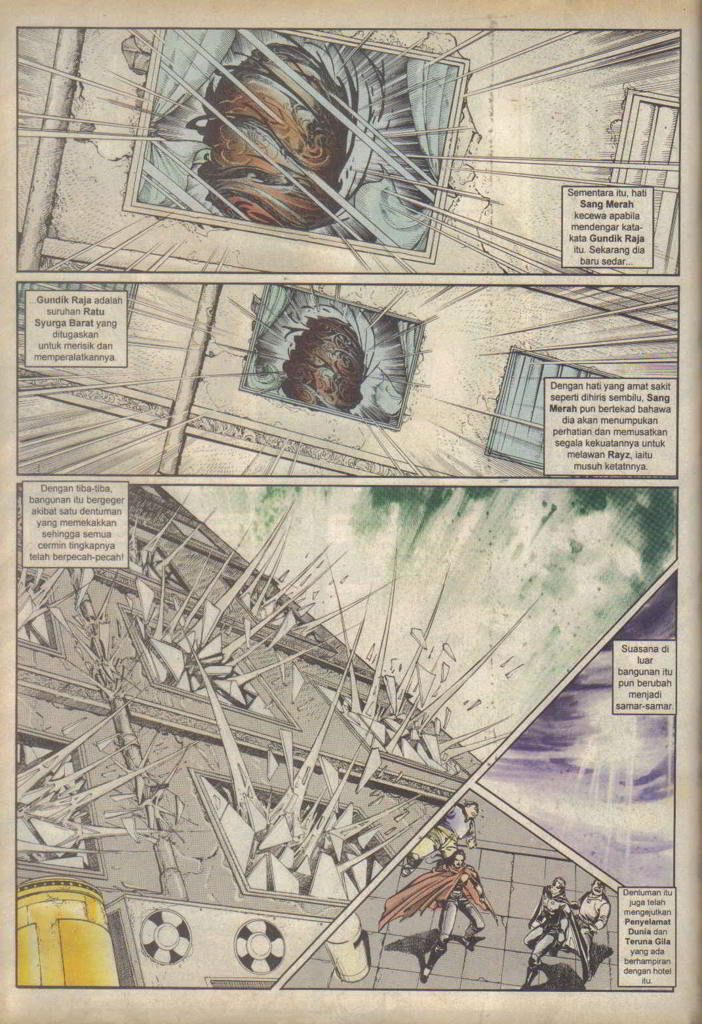 Sementara itu, hati
Sang Merah
kecewa apabila
mendengar kata-
kata Gundik Raja
itu. Sekarang dia
baru sedar...
...Gundik Raja adalah
suruhan Ratu
Syurga Barat yang
ditugaskan
untuk merisik dan
memperalatkannya.
Dengan hati yang amat sakit
seperti dihiris sembilu, Sang
Merah pun bertekad bahawa
dia akan menumpukan
perhatian dan memusatkan
segala kekuatannya untuk
melawan Rayz, iaitu
musuh ketatnnya.
Dengan tiba-tiba,
bangunan itu bergeger
akibat satu dentuman
yang memekakkan
sehingga semua
cermin tingkapnya
telah berpecah-pecah!
Suasana di
luar
bangunan itu
pun berubah
menjadi
samar-samar.
Dentuman itu
juga telah
mengejutkan
Penyelamat
Dunia dan
Teruna Gila
yang ada
berhampiran
dengan hotel
itu.